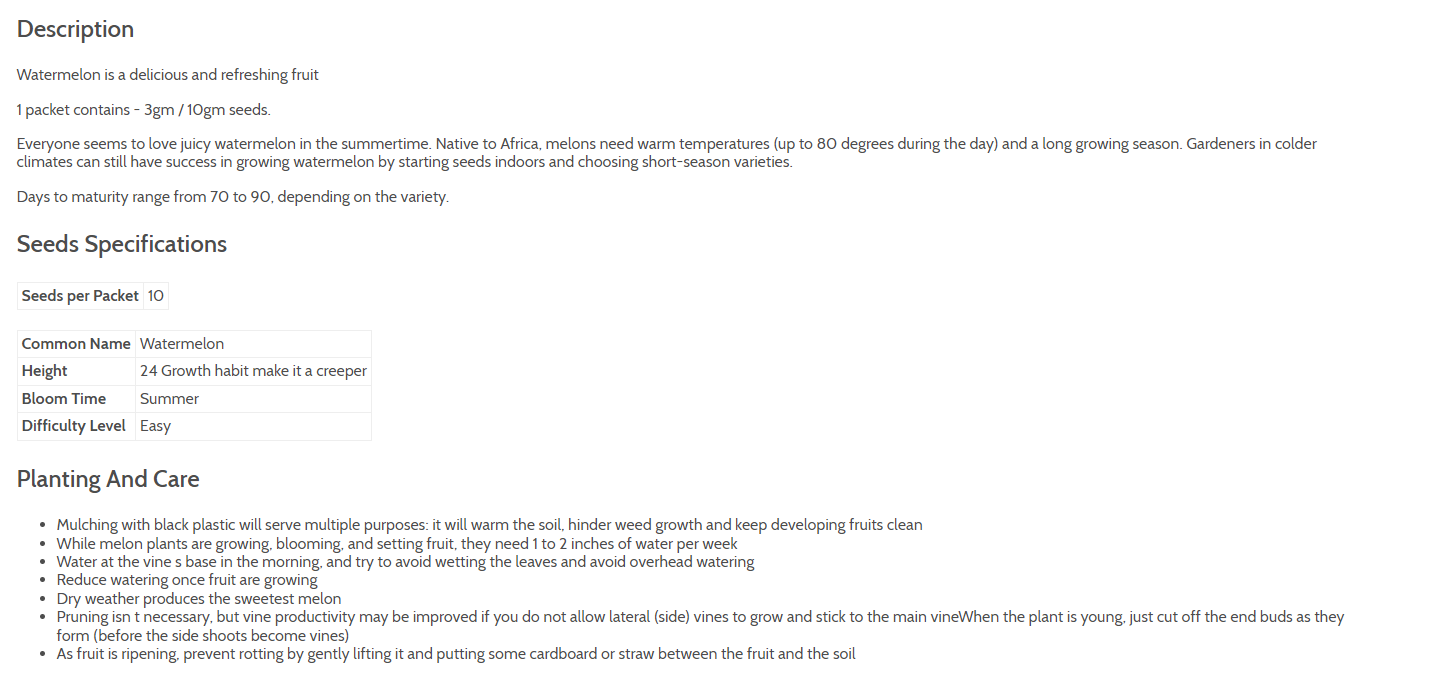 Description
Watermelon is a delicious and refreshing fruit
1 packet contains - 3gm / 10gm seeds.
Everyone seems to love juicy watermelon in the summertime. Native to Africa, melons need warm temperatures (up to 80 degrees during the day) and a long growing season. Gardeners in colder
climates can still have success in growing watermelon by starting seeds indoors and choosing short-season varieties.
Days to maturity range from 70 to 90, depending on the variety.
Seeds Specifications
Seeds per Packet 10
Common Name Watermelon
Height 24 Growth habit make it a creeper
Bloom Time Summer
Difficulty Level Easy
Planting And Care
• Mulching with black plastic will serve multiple purposes: it will warm the soil, hinder weed growth and keep developing fruits clean
• While melon plants are growing, blooming, and setting fruit, they need 1 to 2 inches of water per week
• Water at the vine s base in the morning, and try to avoid wetting the leaves and avoid overhead watering
• Reduce watering once fruit are growing
• Dry weather produces the sweetest melon
• Pruning isn t necessary, but vine productivity may be improved if you do not allow lateral (side) vines to grow and stick to the main vineWhen the plant is young, just cut off the end buds as they
form (before the side shoots become vines)
• As fruit is ripening, prevent rotting by gently lifting it and putting some cardboard or straw between the fruit and the soil